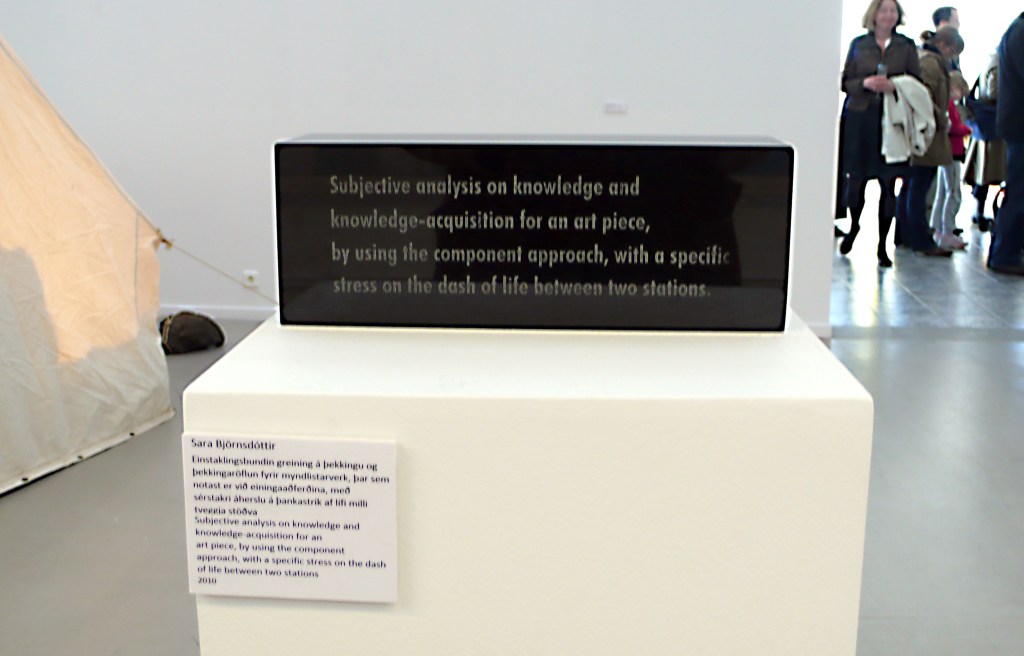 Subjective analysis on knowledge and
knowledge-acquisition for an art piece,
by using the component approach, with a specific
stress on the dash of life between two stations.
Sara Björnsdóttir
Einstaklingsbundin greining á þekkingu og
þekkingaröflun fyrir myndlistarverk, þar sem
notast er við einingaaðferðina, með
sérstakri áherslu á þankastrik af lífi milli
tveggja stöðva
Subjective analysis on knowledge and
knowledge-acquisition for an
art piece, by using the component
approach, with a specific stress on the dash
of life between two stations
2010